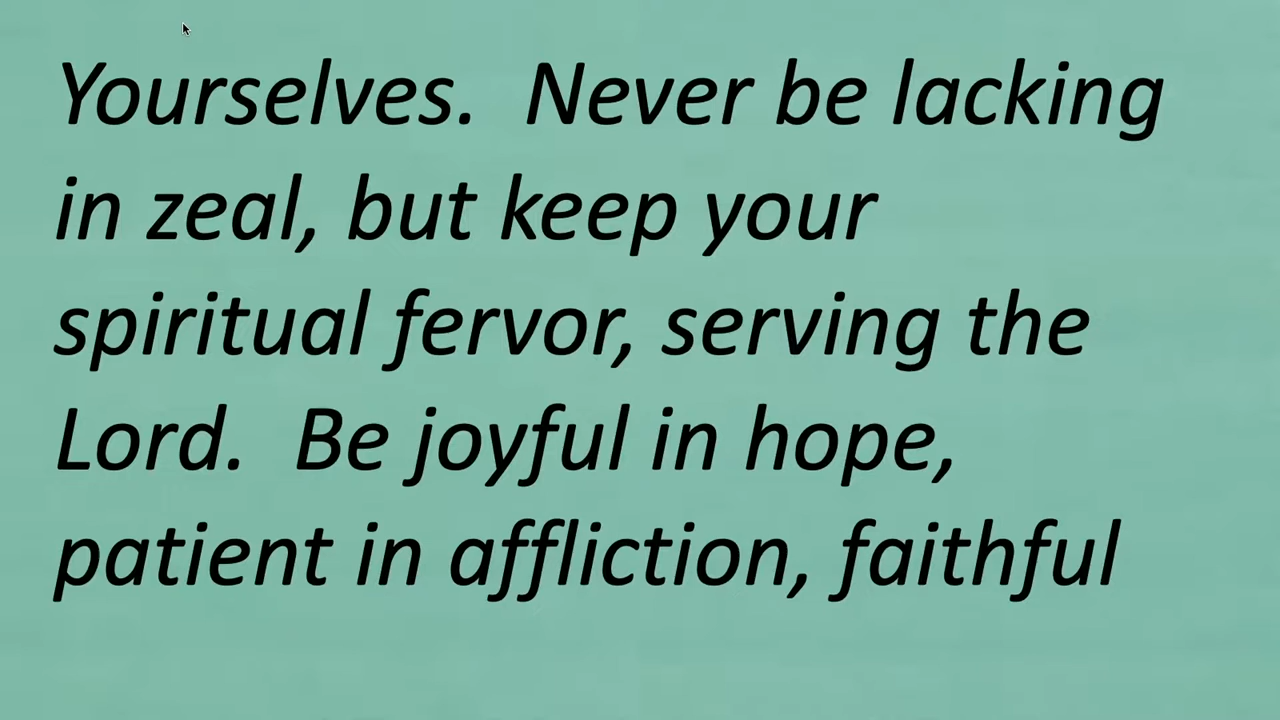 Yourselves.  Never be lacking
in zeal, but keep your
spiritual fervor, serving the
Lord.  Be joyful in hope,
patient in affliction, faithful